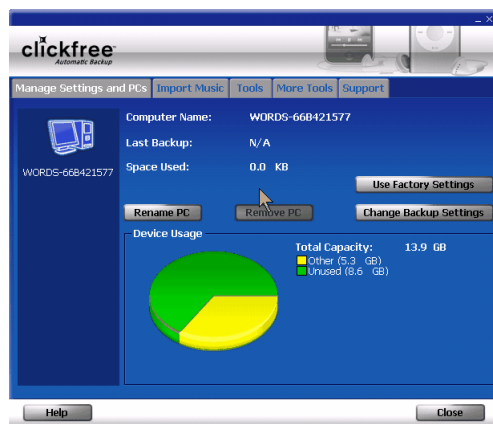 clickfree
Automatic Backup
Manage Settings and PCs Import Music Tools More Tools Support
Computer Name: WORDS-66B421577
Last Backup: N/A
WORDS-66B421577
Space Used: 0.0 KB
Use Factory Settings
Rename PC Remove PC Change Backup Settings
Device Usage
Total Capacity: 13.9 GB
Other (5.3 GB)
Unused (8.6 GB)
Help Close